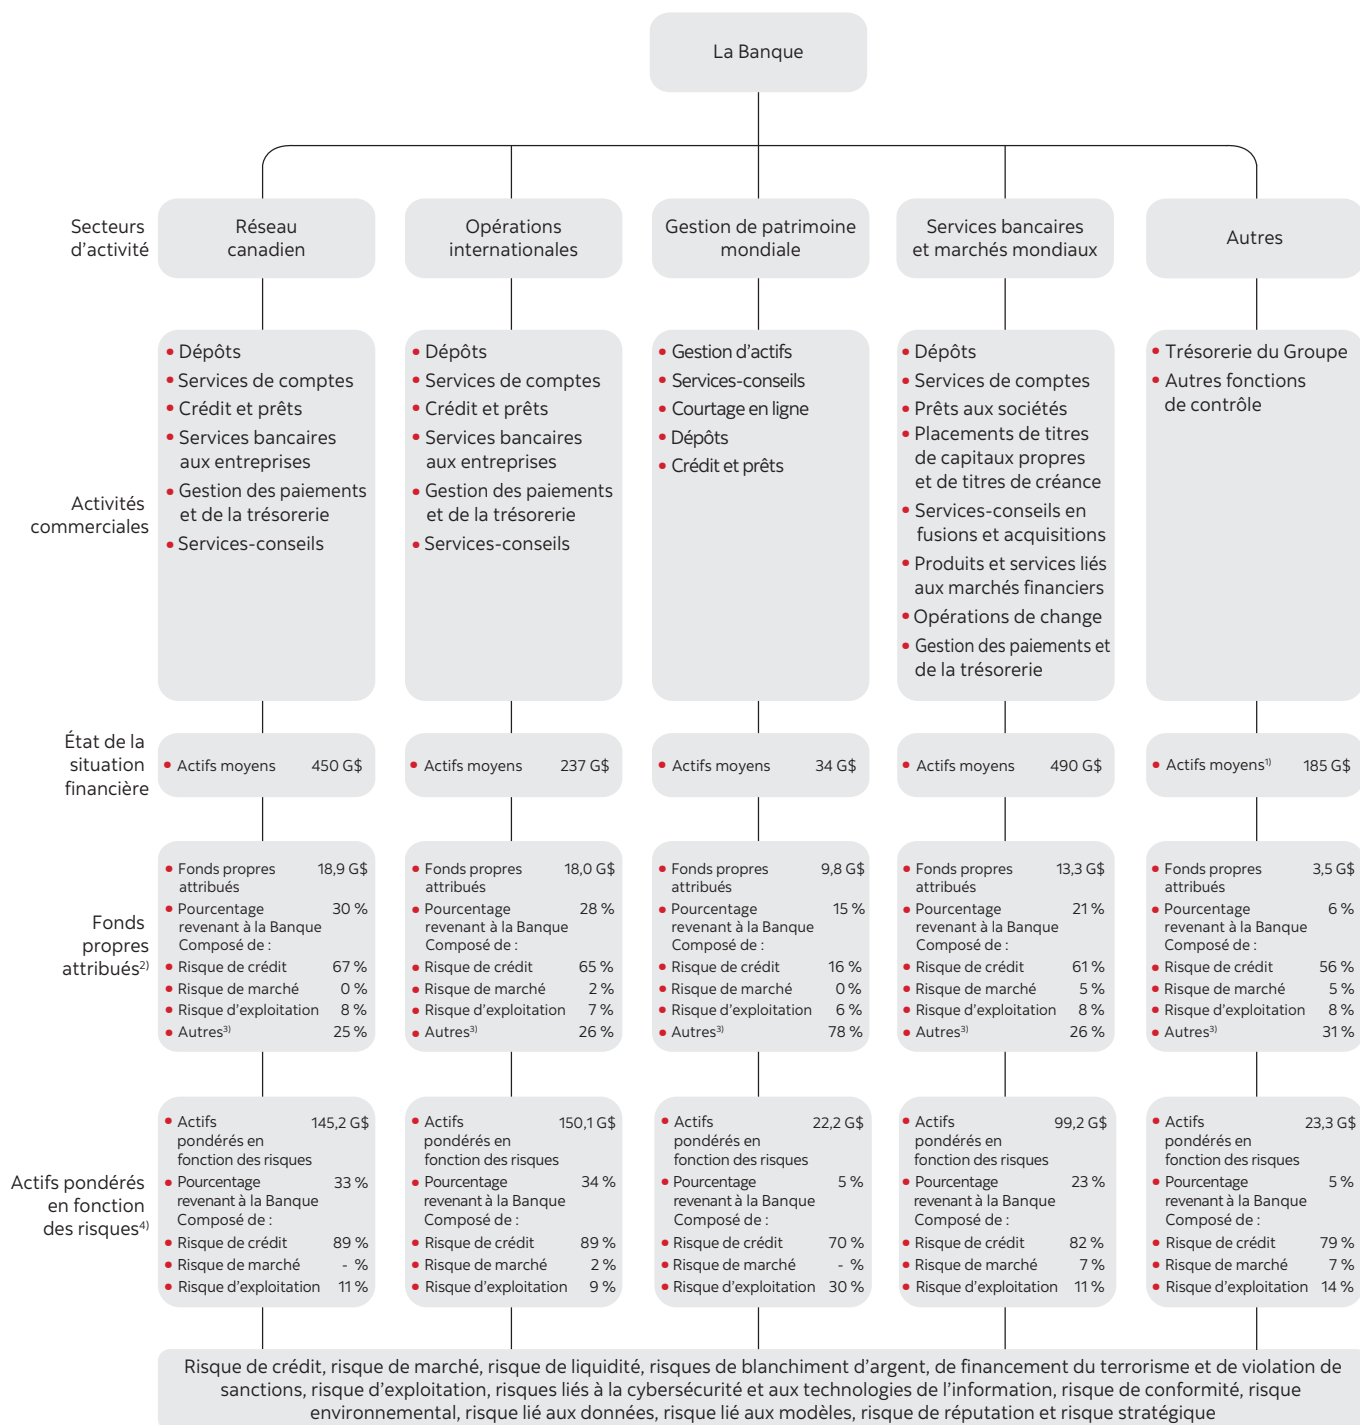 La Banque
Secteurs
d’activité
Réseau
canadien
Opérations
internationales
Gestion de patrimoine
mondiale
Services bancaires
et marchés mondiaux
Autres
Activités
commerciales
• Dépôts
• Services de comptes
• Crédit et prêts
• Services bancaires
aux entreprises
• Gestion des paiements
et de la trésorerie
• Services-conseils
• Dépôts
• Services de comptes
• Crédit et prêts
• Services bancaires
aux entreprises
• Gestion des paiements
et de la trésorerie
• Services-conseils
• Gestion d’actifs
• Services-conseils
• Courtage en ligne
• Dépôts
• Crédit et prêts
• Dépôts
• Services de comptes
• Prêts aux sociétés
• Placements de titres
de capitaux propres
et de titres de créance
• Services-conseils en
fusions et acquisitions
• Produits et services liés
aux marchés financiers
• Opérations de change
• Gestion des paiements et
de la trésorerie
• Trésorerie du Groupe
• Autres fonctions
de contrôle
État de la
situation
financière
• Actifs moyens 450 G$
• Actifs moyens 237 G$
• Actifs moyens 34 G$
• Actifs moyens 490 G$
• Actifs moyens¹⁾ 185 G$
Fonds
propres
attribués²⁾
• Fonds propres 18,9 G$
attribués
• Pourcentage 30 %
revenant à la Banque
Composé de :
• Risque de crédit 67 %
• Risque de marché 0 %
• Risque d’exploitation 8 %
• Autres³⁾ 25 %
• Fonds propres 18,0 G$
attribués
• Pourcentage 28 %
revenant à la Banque
Composé de :
• Risque de crédit 65 %
• Risque de marché 2 %
• Risque d’exploitation 7 %
• Autres³⁾ 26 %
• Fonds propres 9,8 G$
attribués
• Pourcentage 15 %
revenant à la Banque
Composé de :
• Risque de crédit 16 %
• Risque de marché 0 %
• Risque d’exploitation 6 %
• Autres³⁾ 78 %
• Fonds propres 13,3 G$
attribués
• Pourcentage 21 %
revenant à la Banque
Composé de :
• Risque de crédit 61 %
• Risque de marché 5 %
• Risque d’exploitation 8 %
• Autres³⁾ 26 %
• Fonds propres 3,5 G$
attribués
• Pourcentage 6 %
revenant à la Banque
Composé de :
• Risque de crédit 56 %
• Risque de marché 5 %
• Risque d’exploitation 8 %
• Autres³⁾ 31 %
Actifs pondérés
en fonction
des risques⁴⁾
• Actifs 145,2 G$
pondérés en
fonction des risques
• Pourcentage 33 %
revenant à la Banque
Composé de :
• Risque de crédit 89 %
• Risque de marché - %
• Risque d’exploitation 11 %
• Actifs 150,1 G$
pondérés en
fonction des risques
• Pourcentage 34 %
revenant à la Banque
Composé de :
• Risque de crédit 89 %
• Risque de marché 2 %
• Risque d’exploitation 9 %
• Actifs 22,2 G$
pondérés en
fonction des risques
• Pourcentage 5 %
revenant à la Banque
Composé de :
• Risque de crédit 70 %
• Risque de marché - %
• Risque d’exploitation 30 %
• Actifs 99,2 G$
pondérés en
fonction des risques
• Pourcentage 23 %
revenant à la Banque
Composé de :
• Risque de crédit 82 %
• Risque de marché 7 %
• Risque d’exploitation 11 %
• Actifs 23,3 G$
pondérés en
fonction des risques
• Pourcentage 5 %
revenant à la Banque
Composé de :
• Risque de crédit 79 %
• Risque de marché 7 %
• Risque d’exploitation 14 %
Risque de crédit, risque de marché, risque de liquidité, risques de blanchiment d’argent, de financement du terrorisme et de violation de
sanctions, risque d’exploitation, risques liés à la cybersécurité et aux technologies de l’information, risque de conformité, risque
environnemental, risque lié aux données, risque lié aux modèles, risque de réputation et risque stratégique